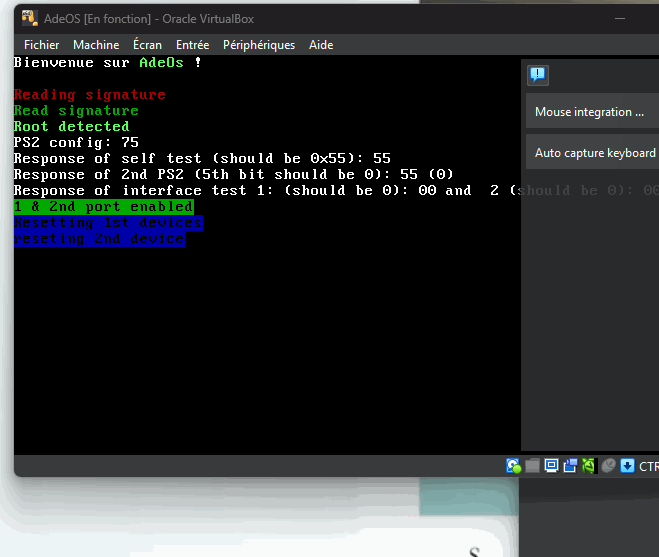 AdeOS [En fonction] - Oracle VirtualBox
Fichier Machine Écran Entrée Périphériques Aide
Bienvenue sur AdeOs !
Reading signature
Read signature
Root detected
PS2 config: 75
Response of self test (should be 0x55): 55
Response of 2nd PS2 (5th bit should be 0): 55 (0)
Response of interface test 1: (should be 0): 00 and 2 (should be 0): 00
1 & 2nd port enabled
Resetting 1st devices
reseting 2nd device
Mouse integration ...
Auto capture keyboard
CTR
s